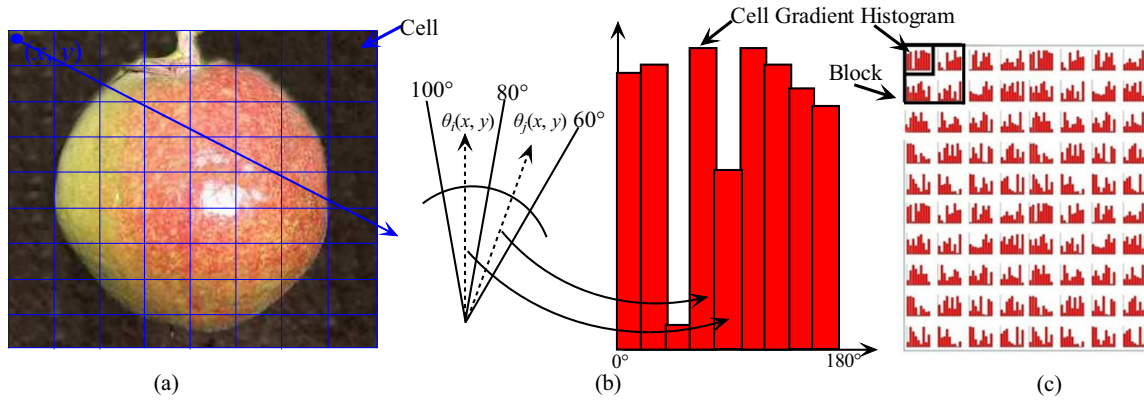 Cell
(x, y)
Cell Gradient Histogram
Block
100°
80°
60°
θi(x, y)
θj(x, y)
0°
180°
(a)
(b)
(c)